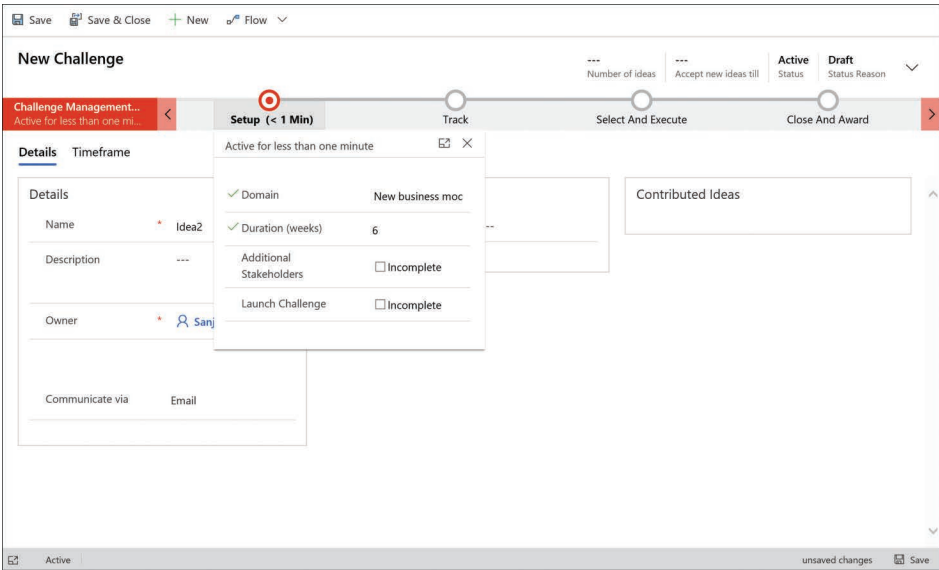 Save Save & Close New Flow
New Challenge
--- --- Active Draft
Number of ideas Accept new ideas till Status Status Reason
Challenge Management...
Active for less than one mi...
Setup (< 1 Min) Track Select And Execute Close And Award
Details Timeframe
Active for less than one minute
Details
Contributed Ideas
Domain New business moc
Name * Idea2
Duration (weeks) 6
--
Description ---
Additional
Stakeholders
Incomplete
Launch Challenge Incomplete
Owner * Sanj
Communicate via Email
Active unsaved changes Save